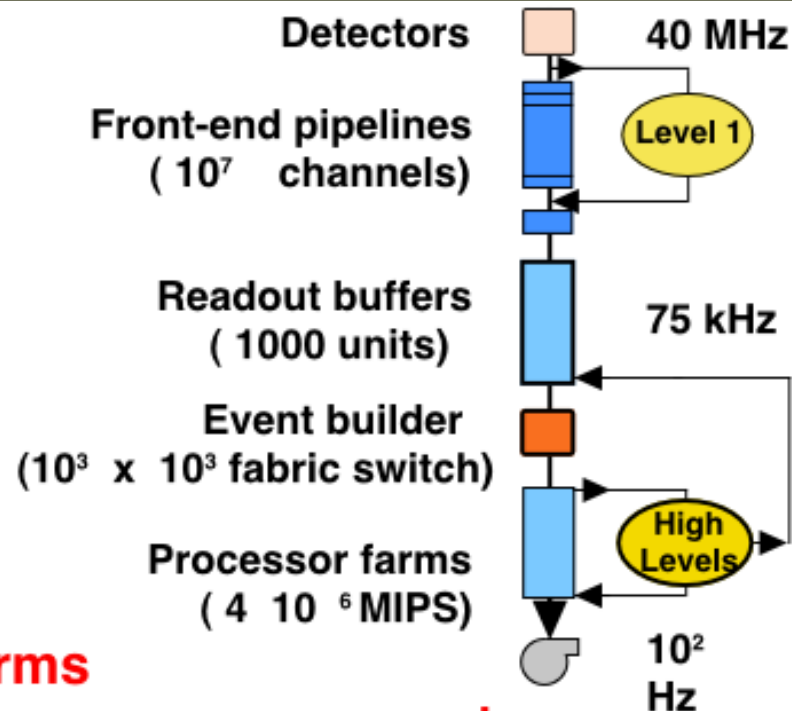 Detectors
40 MHz
Front-end pipelines
( 10⁷ channels)
Level 1
Readout buffers
( 1000 units)
75 kHz
Event builder
(10³ x 10³ fabric switch)
High
Levels
Processor farms
( 4 10 ⁶ MIPS)
rms
10²
Hz